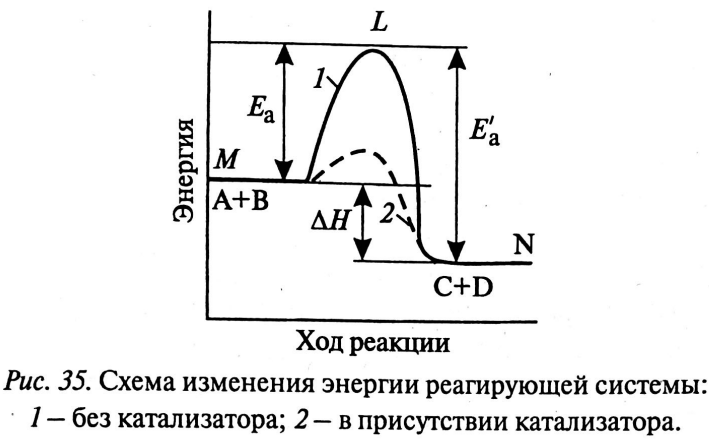 L
1
Eа
E′а
Энергия
M
A+B
ΔH
2
N
C+D
Ход реакции
Рис. 35. Схема изменения энергии реагирующей системы:
1 – без катализатора; 2 – в присутствии катализатора.